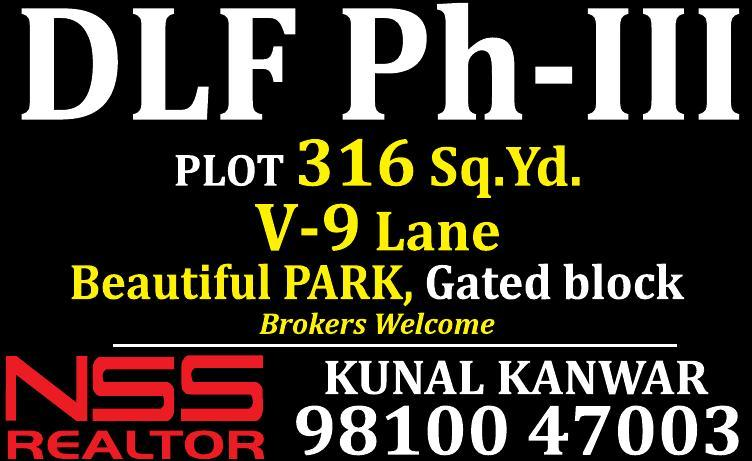 DLF Ph-III
PLOT 316 Sq.Yd.
V-9 Lane
Beautiful PARK, Gated block
Brokers Welcome
NSS
REALTOR
KUNAL KANWAR
98100 47003